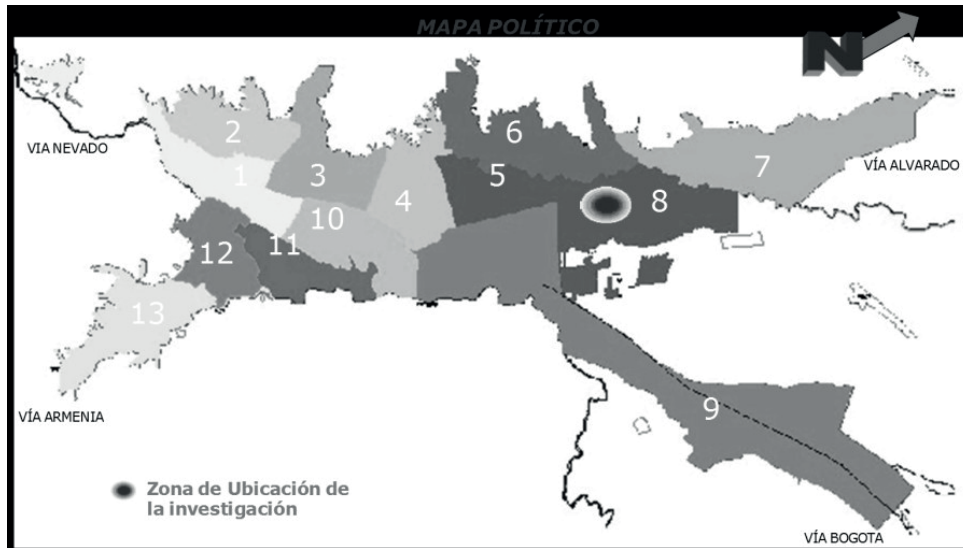 MAPA POLÍTICO
N
VIA NEVADO
2
1
3
4
5
6
7
8
VÍA ALVARADO
10
11
12
13
9
VÍA ARMENIA
Zona de Ubicación de
la investigación
VÍA BOGOTA